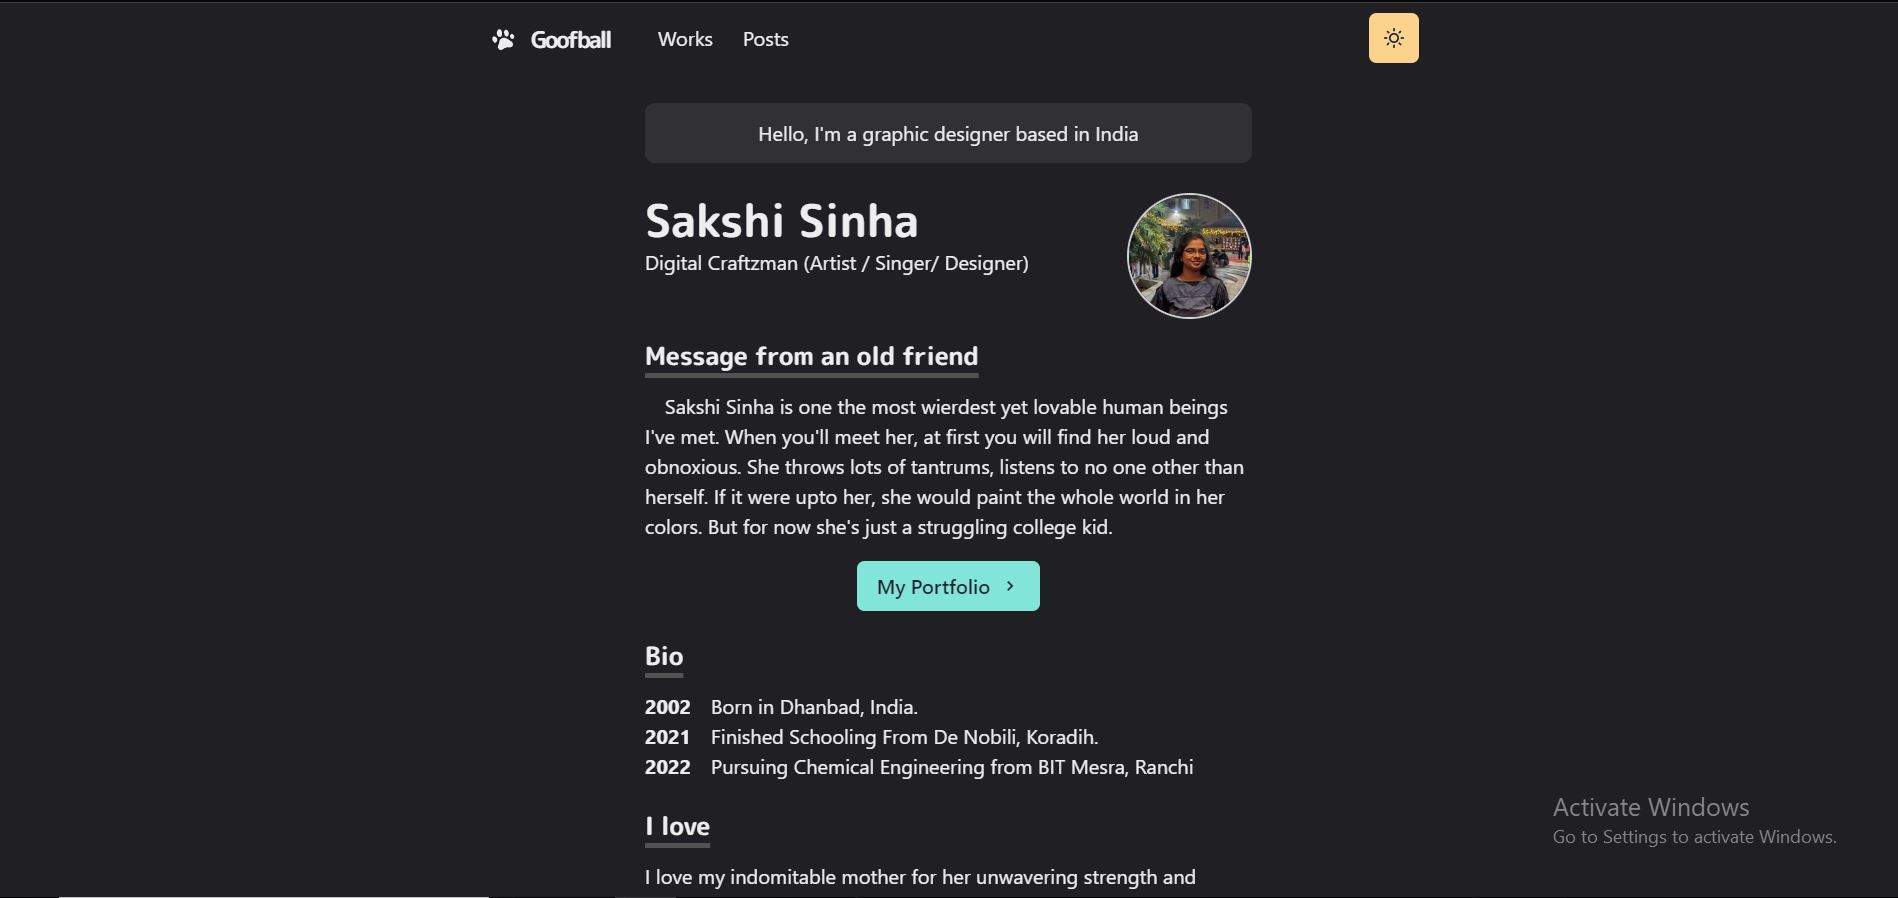 Goofball Works Posts
Hello, I'm a graphic designer based in India
Sakshi Sinha
Digital Craftzman (Artist / Singer/ Designer)
Message from an old friend
Sakshi Sinha is one the most wierdest yet lovable human beings
I've met. When you'll meet her, at first you will find her loud and
obnoxious. She throws lots of tantrums, listens to no one other than
herself. If it were upto her, she would paint the whole world in her
colors. But for now she's just a struggling college kid.
My Portfolio
Bio
2002 Born in Dhanbad, India.
2021 Finished Schooling From De Nobili, Koradih.
2022 Pursuing Chemical Engineering from BIT Mesra, Ranchi
I love
I love my indomitable mother for her unwavering strength and
Activate Windows
Go to Settings to activate Windows.